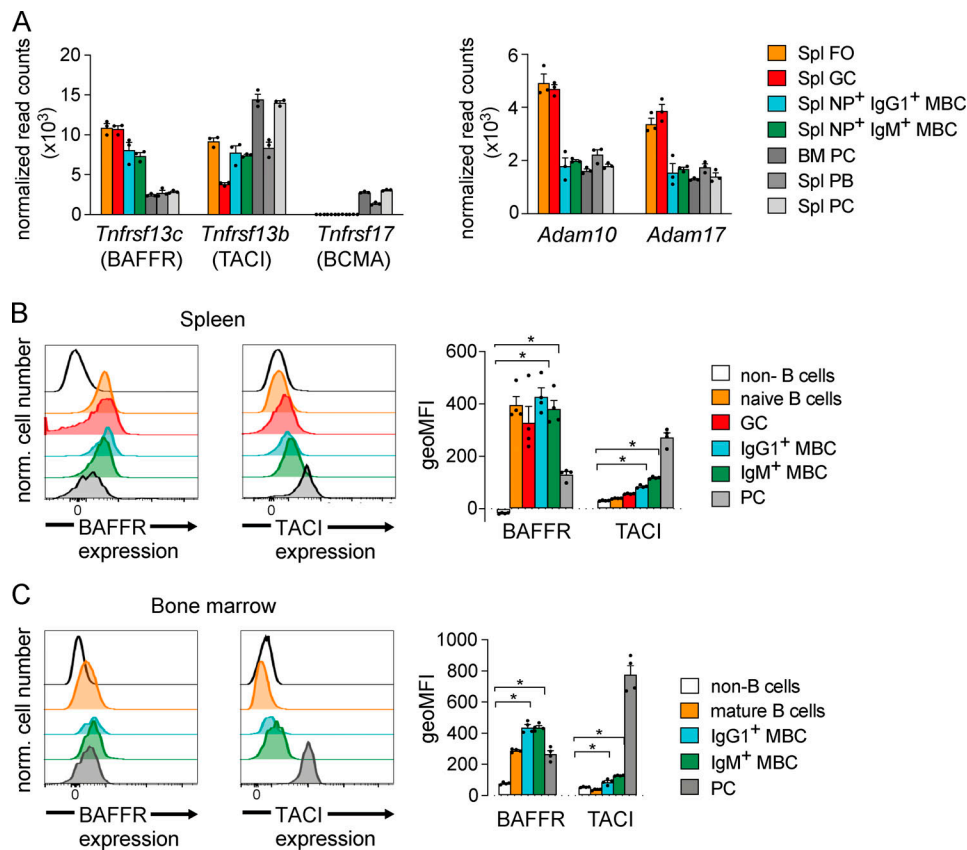 A
normalized read counts
(x10³)
20
15
10
5
0
Tnfrsf13c
(BAFFR)
Tnfrsf13b
(TACI)
Tnfrsf17
(BCMA)
normalized read counts
(x10³)
6
4
2
0
Adam10
Adam17
Spl FO
Spl GC
Spl NP⁺ IgG1⁺ MBC
Spl NP⁺ IgM⁺ MBC
BM PC
Spl PB
Spl PC
B
Spleen
norm. cell number
0
BAFFR
expression
0
TACI
expression
geoMFI
600
400
200
0
*
*
*
*
BAFFR
TACI
non- B cells
naive B cells
GC
IgG1⁺ MBC
IgM⁺ MBC
PC
C
Bone marrow
norm. cell number
0
BAFFR
expression
0
TACI
expression
geoMFI
1000
800
600
400
200
0
*
*
*
*
BAFFR
TACI
non-B cells
mature B cells
IgG1⁺ MBC
IgM⁺ MBC
PC